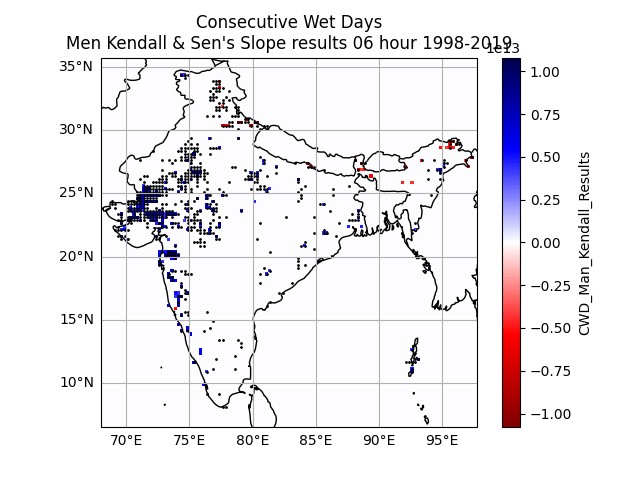 Consecutive Wet Days
Men Kendall & Sen's Slope results 06 hour 1998-2019
1e13
35°N
30°N
25°N
20°N
15°N
10°N
70°E 75°E 80°E 85°E 90°E 95°E
1.00
0.75
0.50
0.25
0.00
−0.25
−0.50
−0.75
−1.00
CWD_Man_Kendall_Results